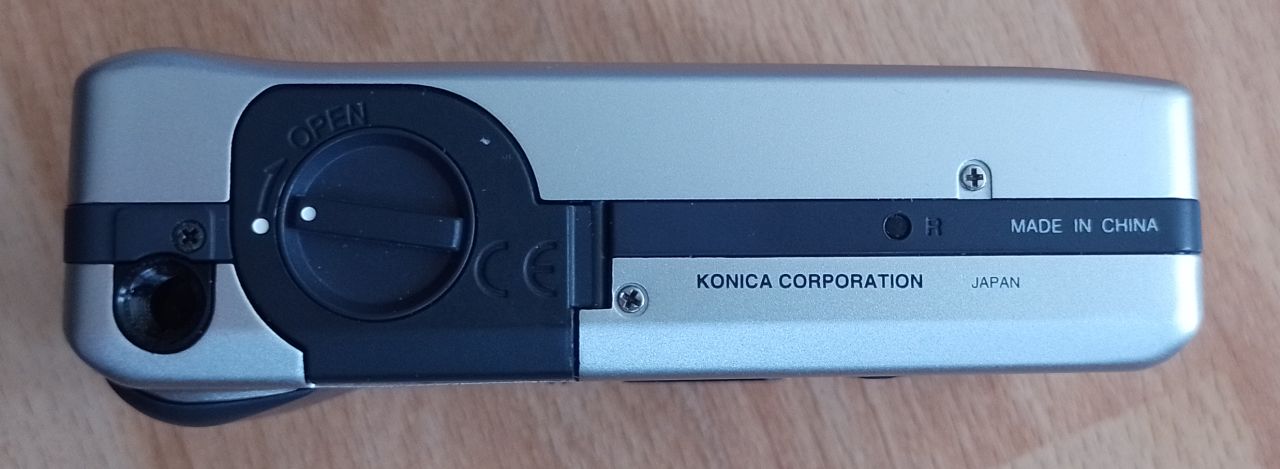 OPEN
CE
R
MADE IN CHINA
KONICA CORPORATION JAPAN